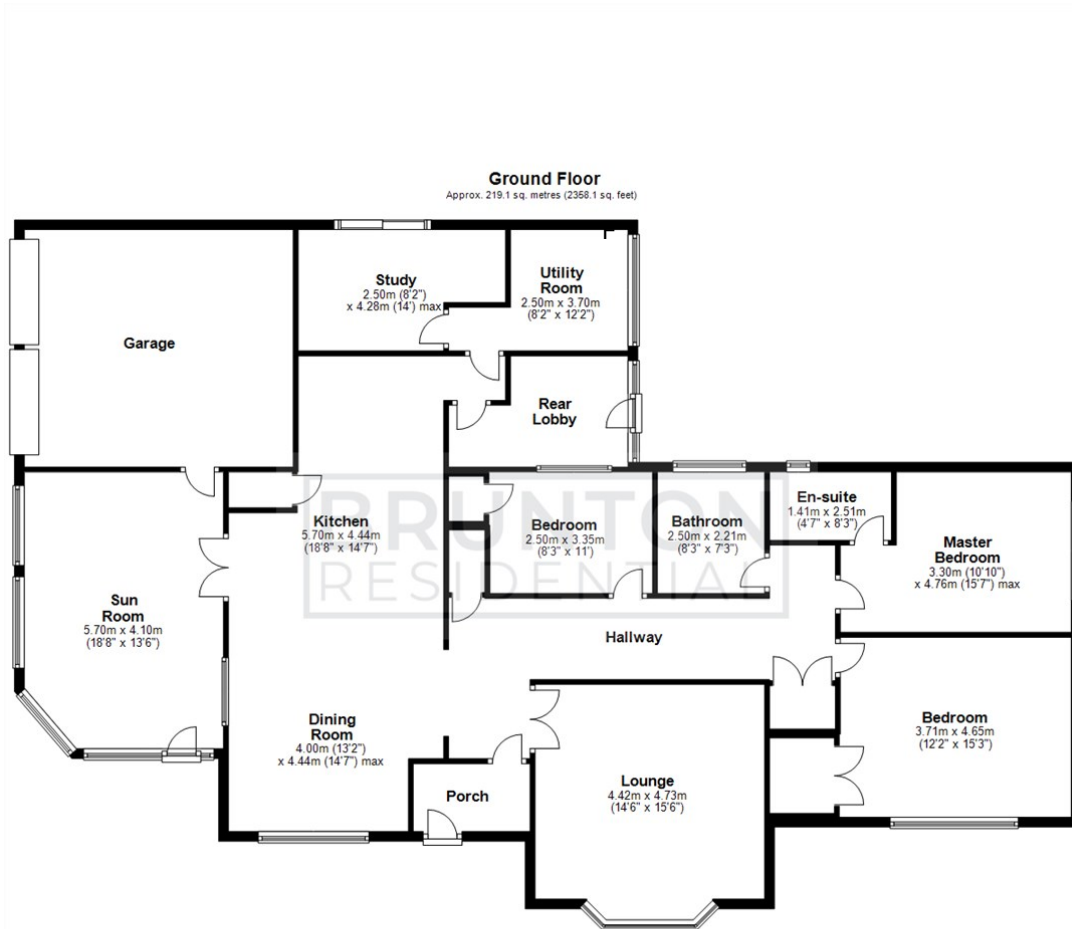 Ground Floor
Approx. 219.1 sq. metres (2358.1 sq. feet)
Study
2.50m (8'2")
x 4.28m (14') max
Utility
Room
2.50m x 3.70m
(8'2" x 12'2")
Garage
Rear
Lobby
Kitchen
5.70m x 4.44m
(18'8" x 14'7")
Bedroom
2.50m x 3.35m
(8'3" x 11')
Bathroom
2.50m x 2.21m
(8'3" x 7'3")
En-suite
1.41m x 2.51m
(4'7" x 8'3")
Master
Bedroom
3.30m (10'10")
x 4.76m (15'7") max
BRUNTON
RESIDENTIAL
Sun
Room
5.70m x 4.10m
(18'8" x 13'6")
Hallway
Dining
Room
4.00m (13'2")
x 4.44m (14'7") max
Bedroom
3.71m x 4.65m
(12'2" x 15'3")
Lounge
4.42m x 4.73m
(14'6" x 15'6")
Porch